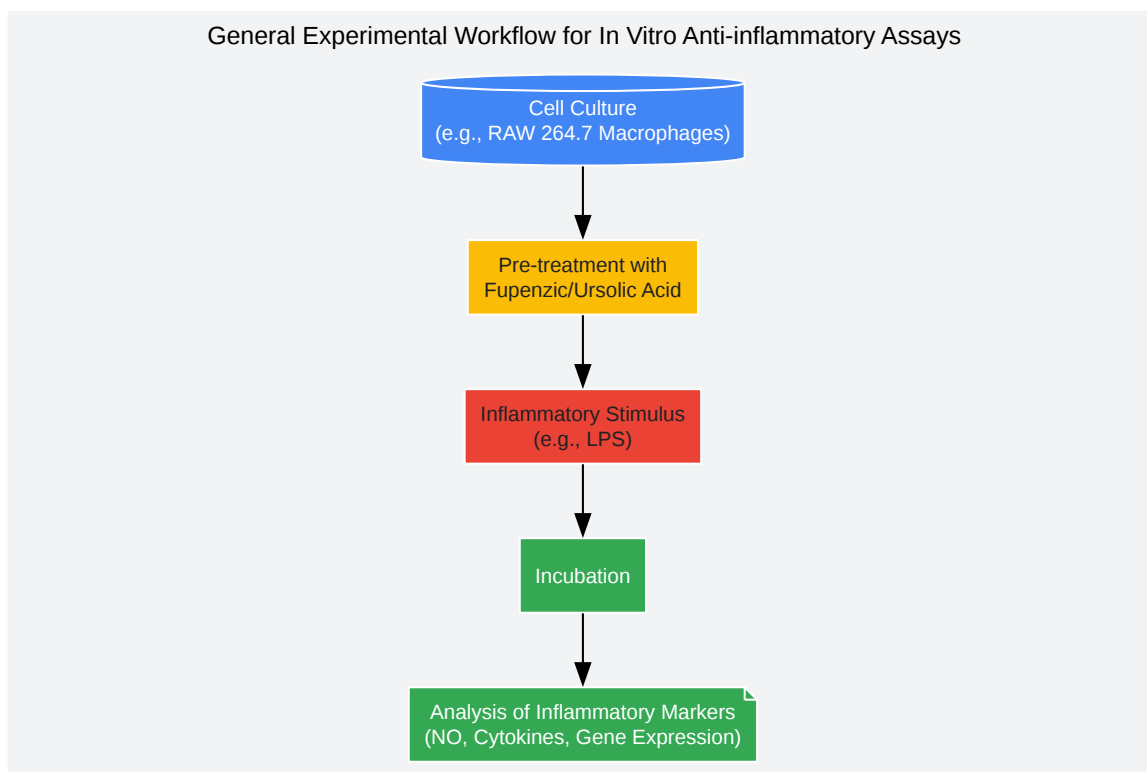 General Experimental Workflow for In Vitro Anti-inflammatory Assays
Cell Culture
(e.g., RAW 264.7 Macrophages)
Pre-treatment with
Fupenzic/Ursolic Acid
Inflammatory Stimulus
(e.g., LPS)
Incubation
Analysis of Inflammatory Markers
(NO, Cytokines, Gene Expression)